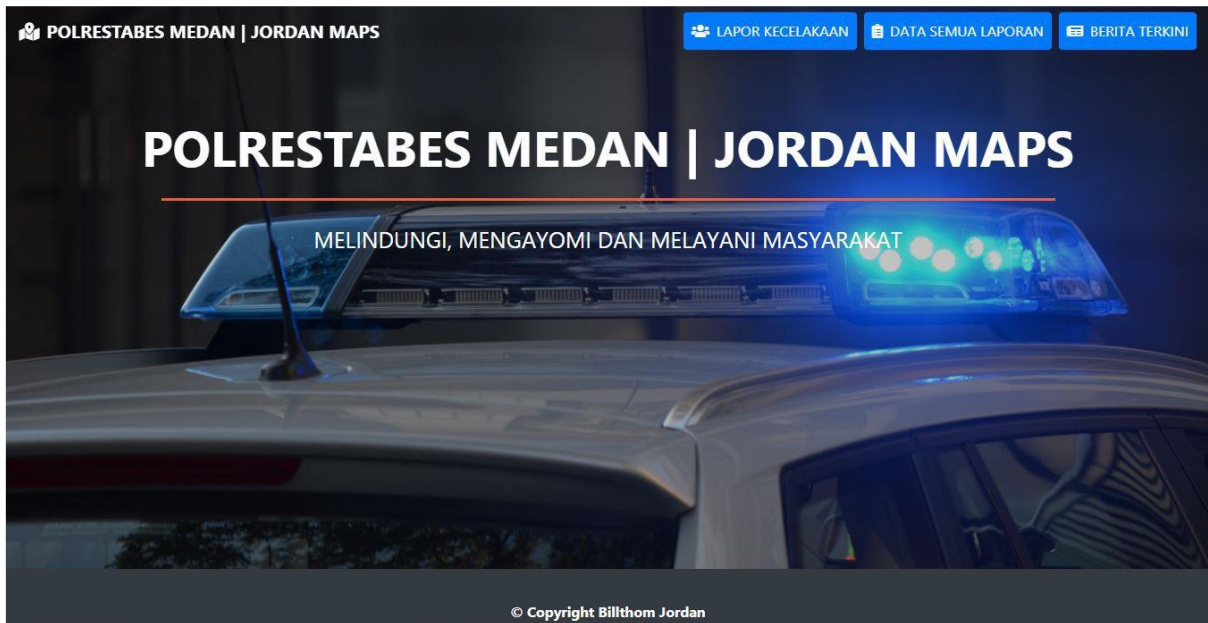 POLRESTABES MEDAN | JORDAN MAPS
LAPOR KECELAKAAN
DATA SEMUA LAPORAN
BERITA TERKINI
POLRESTABES MEDAN | JORDAN MAPS
MELINDUNGI, MENGAYOMI DAN MELAYANI MASYARAKAT
© Copyright Billthom Jordan